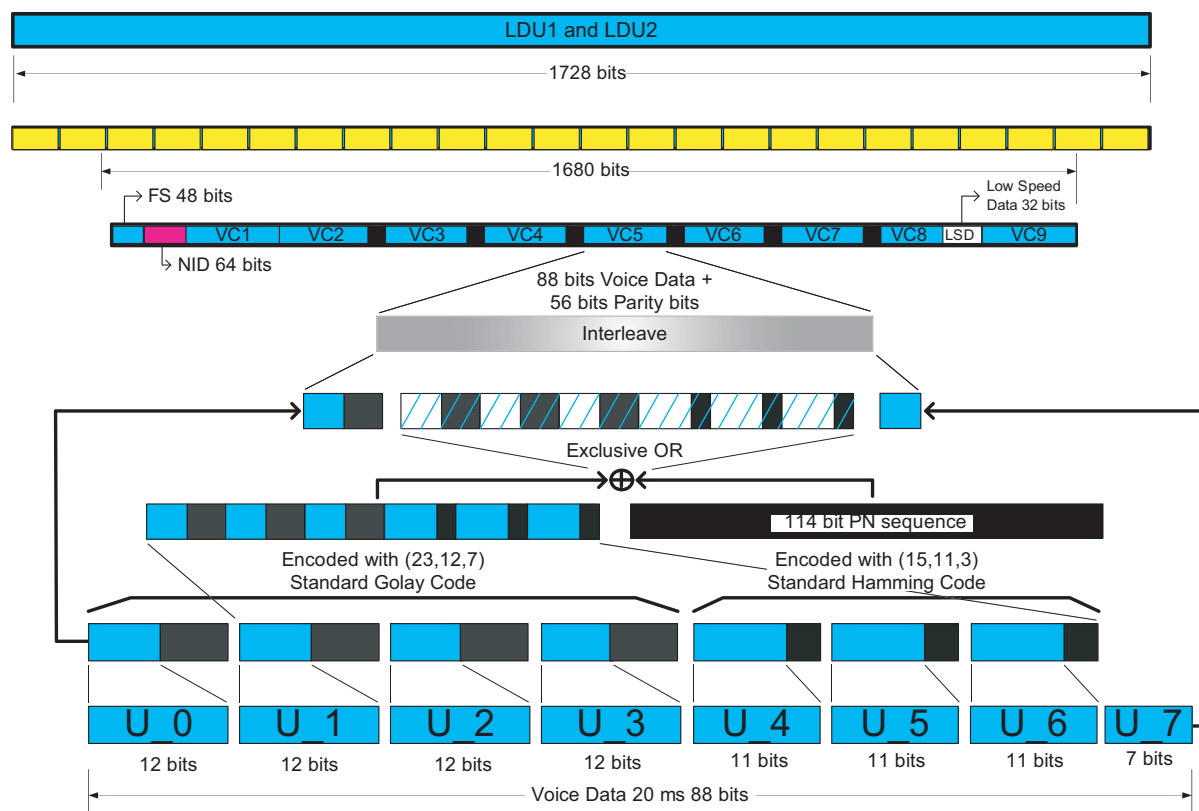 LDU1 and LDU2
1728 bits
1680 bits
FS 48 bits
Low Speed
Data 32 bits
VC1 VC2 VC3 VC4 VC5 VC6 VC7 VC8 LSD VC9
NID 64 bits
88 bits Voice Data +
56 bits Parity bits
Interleave
Exclusive OR
114 bit PN sequence
Encoded with (23,12,7)
Standard Golay Code
Encoded with (15,11,3)
Standard Hamming Code
U_0 U_1 U_2 U_3 U_4 U_5 U_6 U_7
12 bits 12 bits 12 bits 12 bits 11 bits 11 bits 11 bits 7 bits
Voice Data 20 ms 88 bits